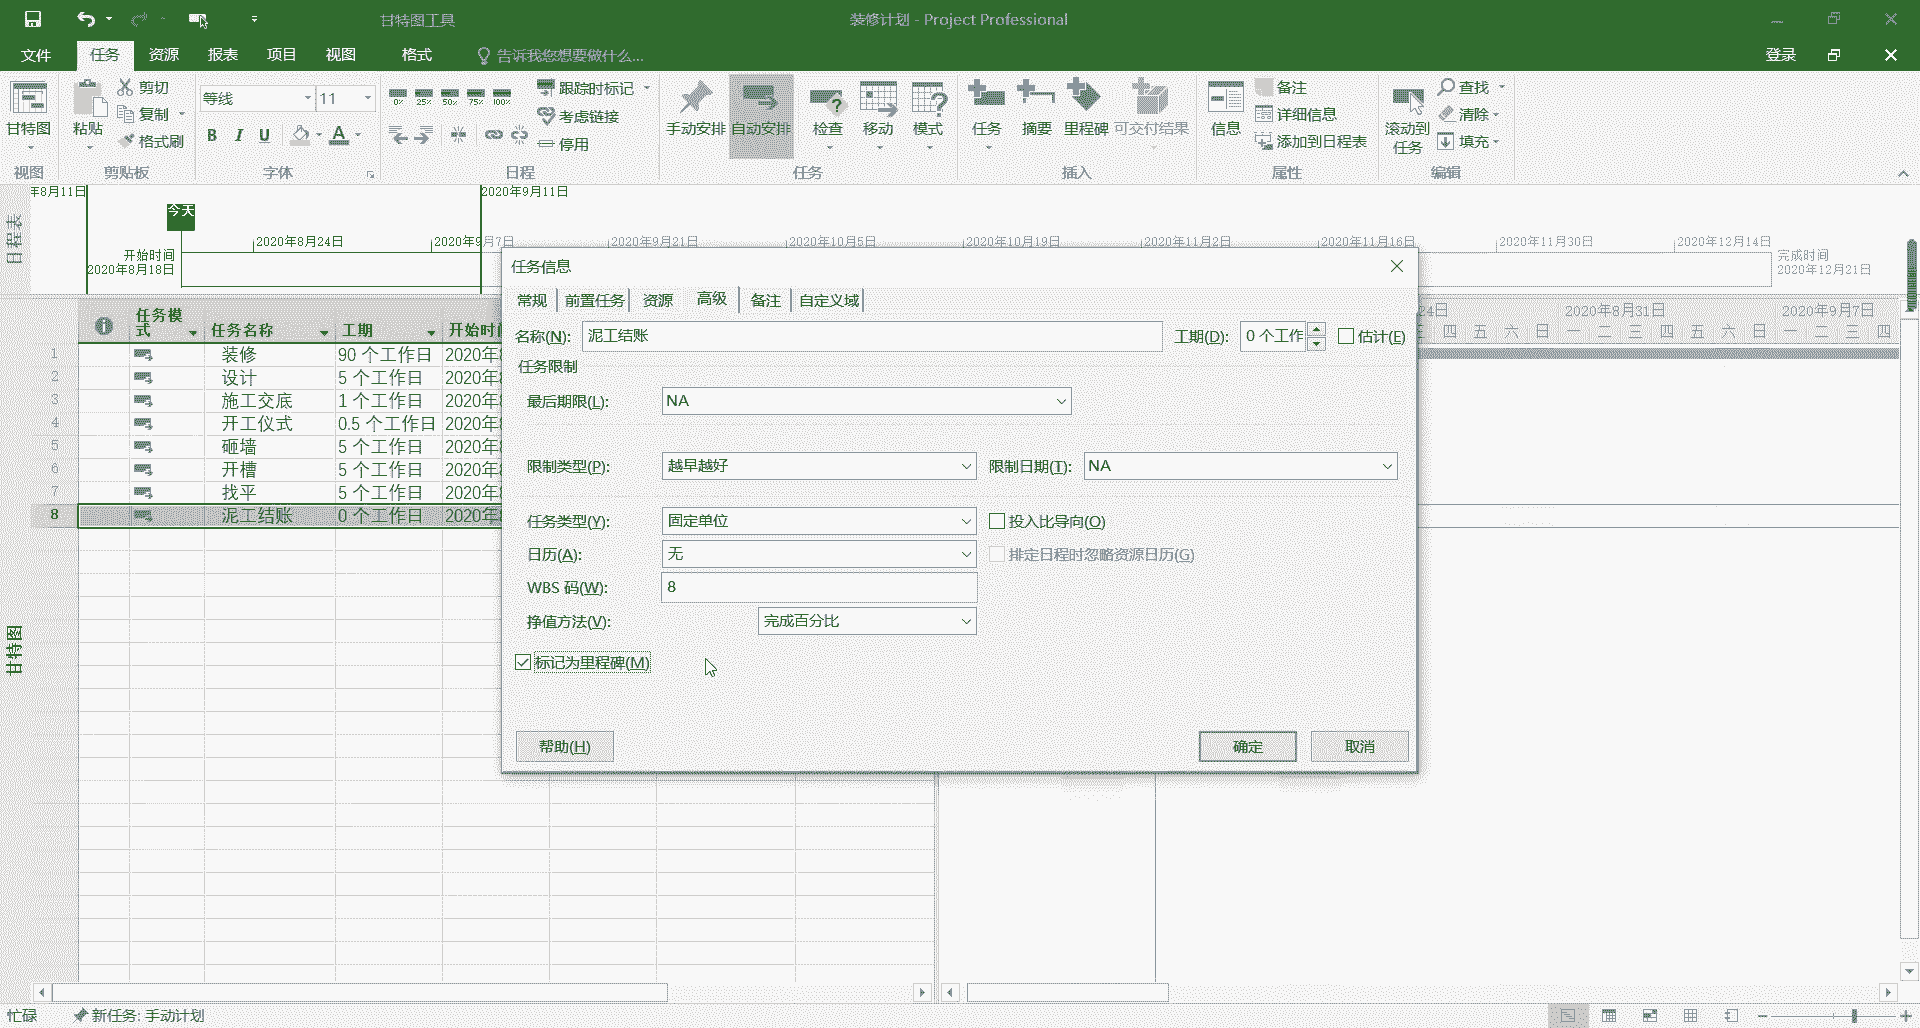 甘特图工具
装修计划 - Project Professional
文件 任务 资源 报表 项目 视图 格式 告诉我您想要做什么... 登录
甘特图
视图
粘贴
剪切
复制
格式刷
剪贴板
等线 11
B I U A
字体
0% 25% 50% 75% 100%
跟踪时标记
考虑链接
停用
日程
手动安排 自动安排 检查 移动 模式
任务
任务 摘要 里程碑 可交付结果
插入
信息
备注
详细信息
添加到日程表
属性
滚动到
任务
查找
清除
填充
编辑
日程表
年8月11日 2020年9月11日
今天
开始时间
2020年8月18日
2020年8月24日 2020年9月7日 2020年9月21日 2020年10月5日 2020年10月19日 2020年11月2日 2020年11月16日 2020年11月30日 2020年12月14日
完成时间
2020年12月21日
甘特图
任务模式 任务名称 工期 开始时间
24日 2020年8月31日 2020年9月7日
三 四 五 六 日 一 二 三 四 五 六 日 一 二 三 四
1 装修 90 个工作日 2020年8
2 设计 5 个工作日 2020年8
3 施工交底 1 个工作日 2020年8
4 开工仪式 0.5 个工作日 2020年8
5 砸墙 5 个工作日 2020年8
6 开槽 5 个工作日 2020年8
7 找平 5 个工作日 2020年8
8 泥工结账 0 个工作日 2020年8
任务信息
常规 前置任务 资源 高级 备注 自定义域
名称(N): 泥工结账 工期(D): 0 个工作 估计(E)
任务限制
最后期限(L): NA
限制类型(P): 越早越好 限制日期(T): NA
任务类型(Y): 固定单位 投入比导向(O)
日历(A): 无 排定日程时忽略资源日历(G)
WBS 码(W): 8
挣值方法(V): 完成百分比
标记为里程碑(M)
帮助(H) 确定 取消
忙碌 新任务: 手动计划